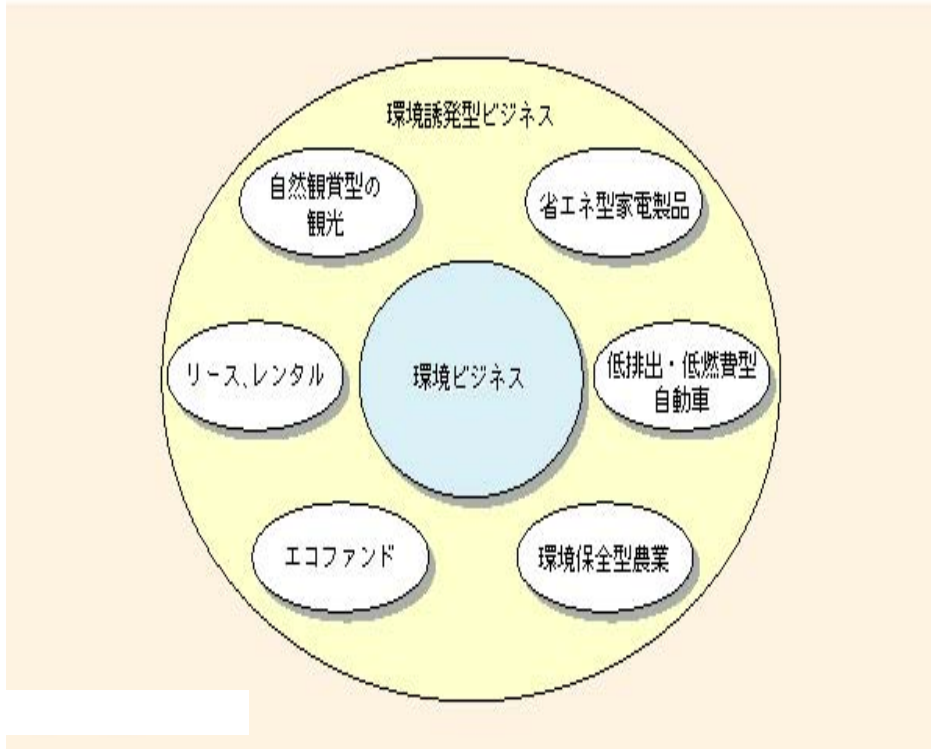 環境誘発型ビジネス
自然観賞型の
観光
省エネ型家電製品
リース、レンタル
環境ビジネス
低排出・低燃費型
自動車
エコファンド
環境保全型農業